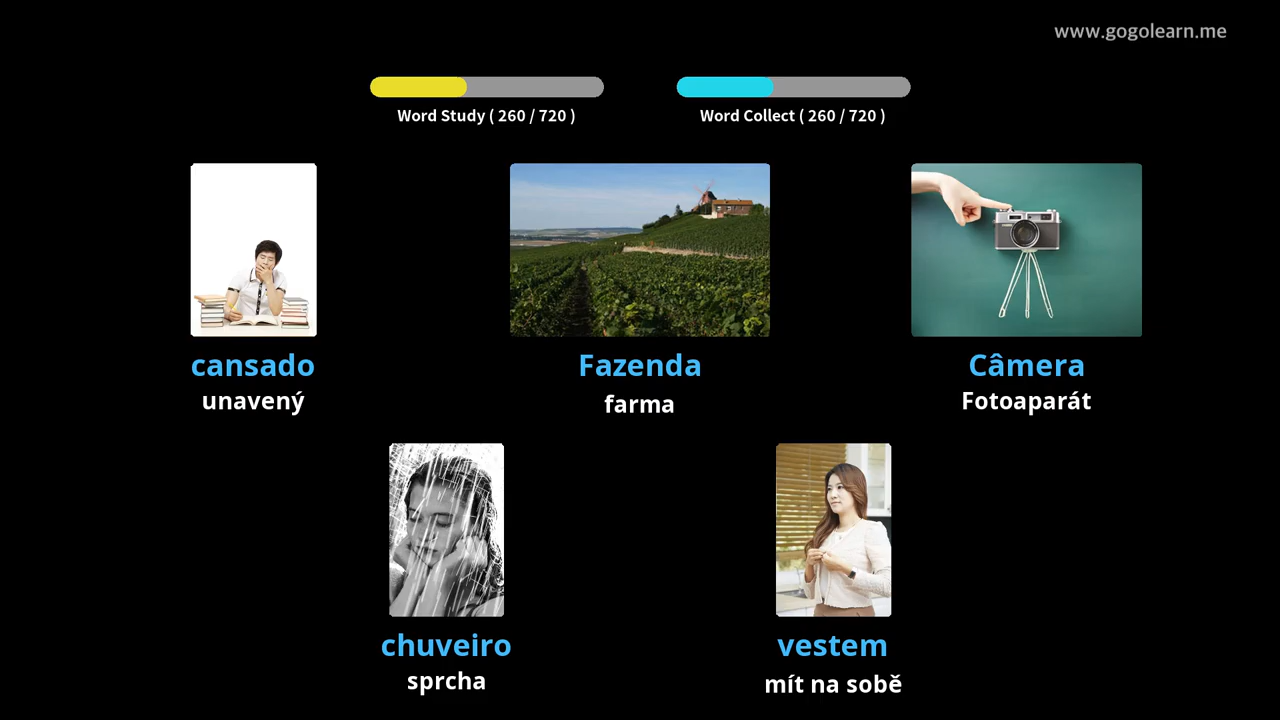 www.gogolearn.me
Word Study ( 260 / 720 )
Word Collect ( 260 / 720 )
cansado
unavený
Fazenda
farma
Câmera
Fotoaparát
chuveiro
sprcha
vestem
mít na sobě